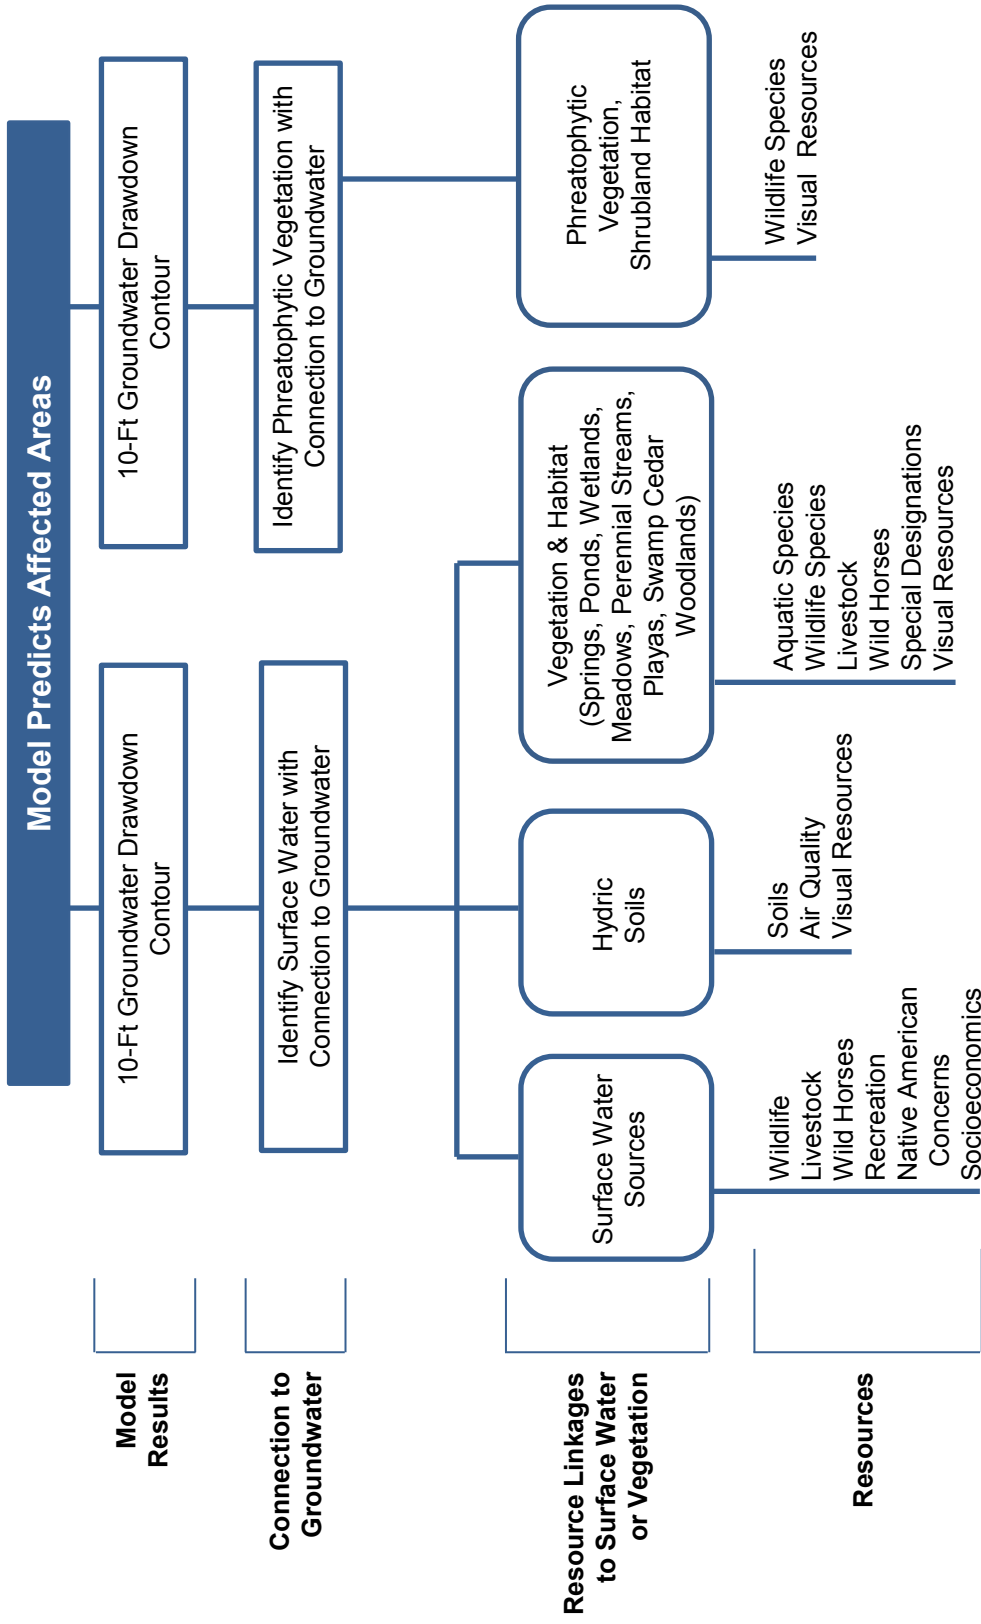 Model Predicts Affected Areas
Model
Results
10-Ft Groundwater Drawdown
Contour
10-Ft Groundwater Drawdown
Contour
Connection to
Groundwater
Identify Surface Water with
Connection to Groundwater
Identify Phreatophytic Vegetation with
Connection to Groundwater
Resource Linkages
to Surface Water
or Vegetation
Surface Water
Sources
Hydric
Soils
Vegetation & Habitat
(Springs, Ponds, Wetlands,
Meadows, Perennial Streams,
Playas, Swamp Cedar
Woodlands)
Phreatophytic
Vegetation,
Shrubland Habitat
Resources
Wildlife
Livestock
Wild Horses
Recreation
Native American
Concerns
Socioeconomics
Soils
Air Quality
Visual Resources
Aquatic Species
Wildlife Species
Livestock
Wild Horses
Special Designations
Visual Resources
Wildlife Species
Visual Resources